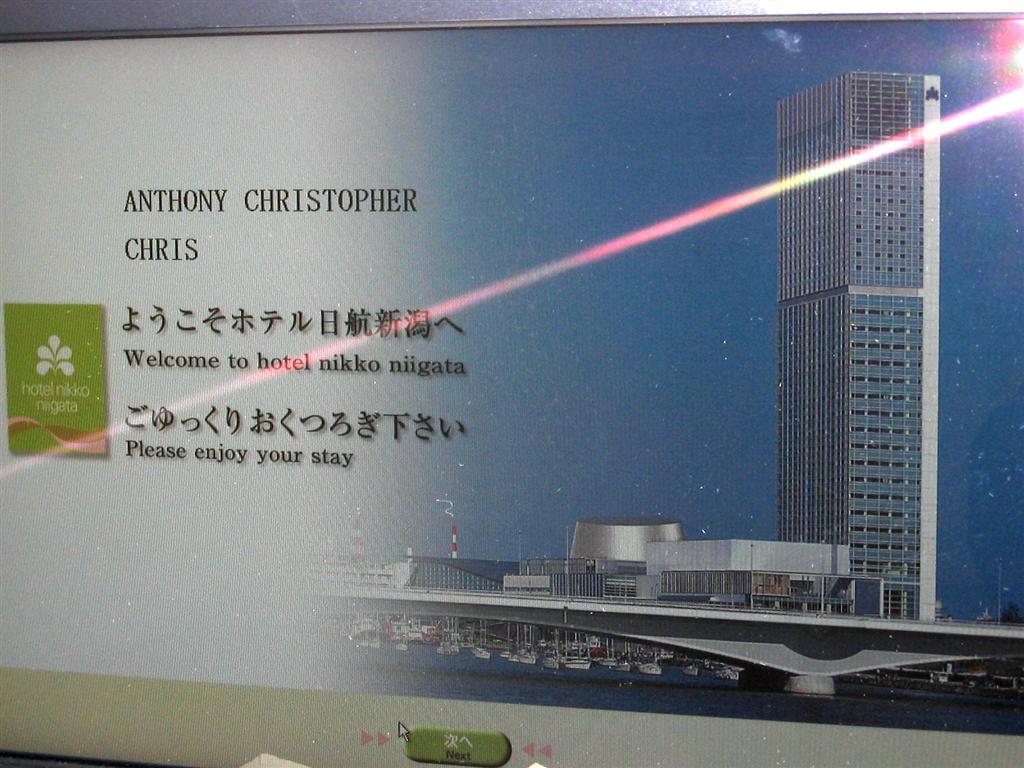 ANTHONY CHRISTOPHER
CHRIS
ようこそホテル日航新潟へ
Welcome to hotel nikko niigata
ごゆっくりおくつろぎ下さい
Please enjoy your stay
hotel nikko
niigata
次へ
Next